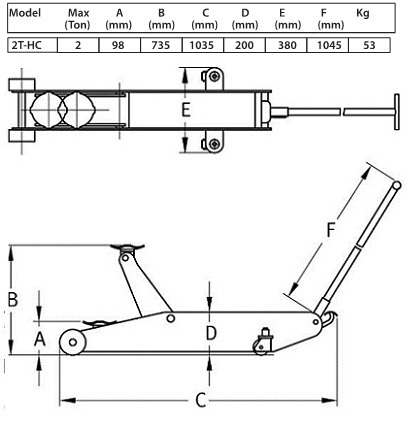 Model Max (Ton) A (mm) B (mm) C (mm) D (mm) E (mm) F (mm) Kg
2T-HC 2 98 735 1035 200 380 1045 53
E
F
B
A
D
C